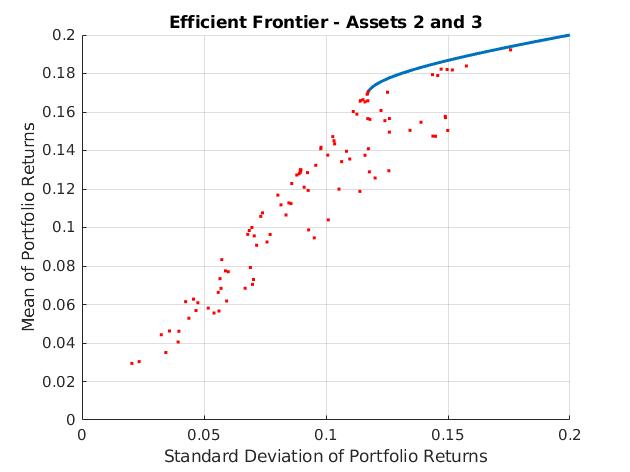 Efficient Frontier - Assets 2 and 3
Mean of Portfolio Returns
0.2
0.18
0.16
0.14
0.12
0.1
0.08
0.06
0.04
0.02
0
0 0.05 0.1 0.15 0.2
Standard Deviation of Portfolio Returns